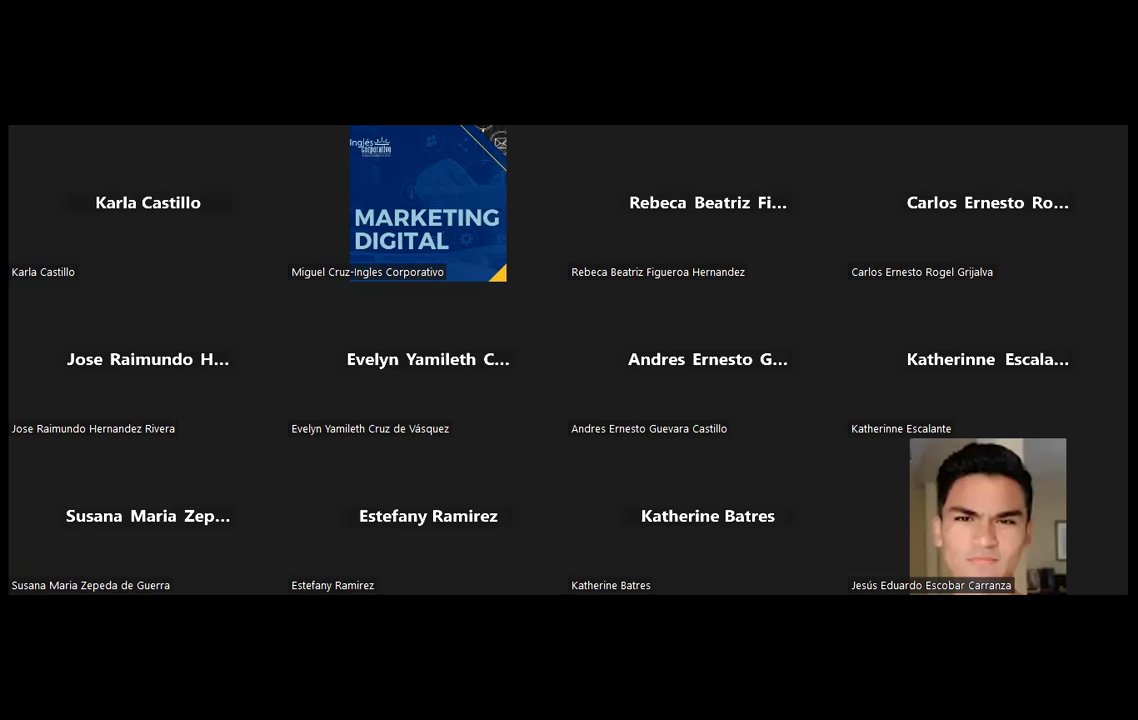 Karla Castillo
Karla Castillo
Inglés
Corporativo
MARKETING
DIGITAL
Miguel Cruz-Ingles Corporativo
Rebeca Beatriz Fi...
Rebeca Beatriz Figueroa Hernandez
Carlos Ernesto Ro...
Carlos Ernesto Rogel Grijalva
Jose Raimundo H...
Jose Raimundo Hernandez Rivera
Evelyn Yamileth C...
Evelyn Yamileth Cruz de Vásquez
Andres Ernesto G...
Andres Ernesto Guevara Castillo
Katherinne Escala...
Katherinne Escalante
Susana Maria Zep...
Susana Maria Zepeda de Guerra
Estefany Ramirez
Estefany Ramirez
Katherine Batres
Katherine Batres
Jesús Eduardo Escobar Carranza